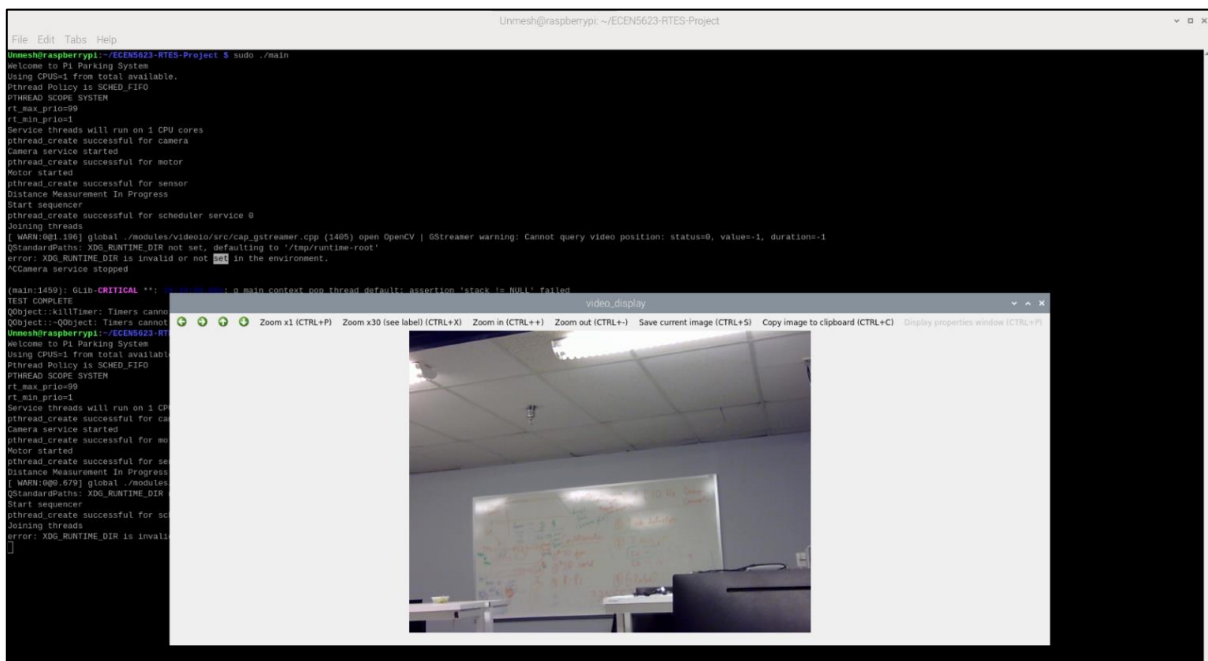 Unmesh@raspberrypi: ~/ECEN5623-RTES-Project
File Edit Tabs Help
Unmesh@raspberrypi:~/ECEN5623-RTES-Project $ sudo ./main
Welcome to Pi Parking System
Using CPUS=1 from total available.
Pthread Policy is SCHED_FIFO
PTHREAD SCOPE SYSTEM
rt_max_prio=99
rt_min_prio=1
Service threads will run on 1 CPU cores
pthread_create successful for camera
Camera service started
pthread_create successful for motor
Motor started
pthread_create successful for sensor
Distance Measurement In Progress
Start sequencer
pthread_create successful for scheduler service 0
Joining threads
[ WARN:0@1.196] global ./modules/videoio/src/cap_gstreamer.cpp (1405) open OpenCV | GStreamer warning: Cannot query video position: status=0, value=-1, duration=-1
QStandardPaths: XDG_RUNTIME_DIR not set, defaulting to '/tmp/runtime-root'
error: XDG_RUNTIME_DIR is invalid or not set in the environment.
^CCamera service stopped
(main:1459): GLib-CRITICAL **: : g_main_context_pop_thread_default: assertion 'stack != NULL' failed
TEST COMPLETE
QObject::killTimer: Timers canno
QObject::~QObject: Timers cannot
Unmesh@raspberrypi:~/ECEN5623-RT
Welcome to Pi Parking System
Using CPUS=1 from total availabl
Pthread Policy is SCHED_FIFO
PTHREAD SCOPE SYSTEM
rt_max_prio=99
rt_min_prio=1
Service threads will run on 1 CP
pthread_create successful for ca
Camera service started
pthread_create successful for mo
Motor started
pthread_create successful for se
Distance Measurement In Progress
[ WARN:0@0.679] global ./modules
QStandardPaths: XDG_RUNTIME_DIR
Start sequencer
pthread_create successful for sc
Joining threads
error: XDG_RUNTIME_DIR is invali
video_display
Zoom x1 (CTRL+P) Zoom x30 (see label) (CTRL+X) Zoom in (CTRL++) Zoom out (CTRL+-) Save current image (CTRL+S) Copy image to clipboard (CTRL+C) Display properties window (CTRL+P)